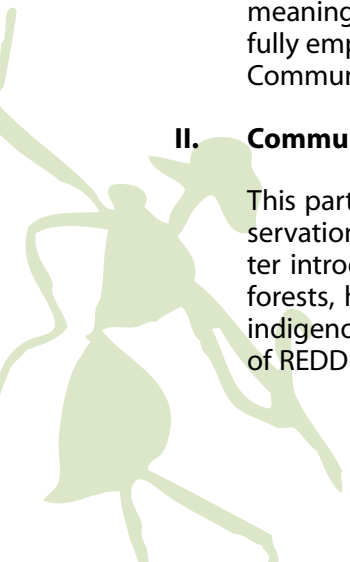 meaning
fully emp
Commun
II. Commu
This part
servation
ter introd
forests, h
indigeno
of REDD